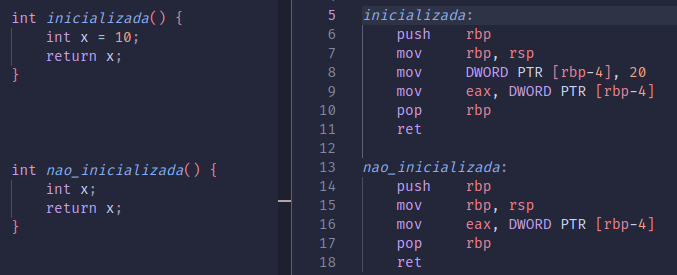 int inicializada() {
    int x = 10;
    return x;
}
int nao_inicializada() {
    int x;
    return x;
}
5 inicializada:
6     push    rbp
7     mov     rbp, rsp
8     mov     DWORD PTR [rbp-4], 20
9     mov     eax, DWORD PTR [rbp-4]
10     pop     rbp
11     ret
12
13 nao_inicializada:
14     push    rbp
15     mov     rbp, rsp
16     mov     eax, DWORD PTR [rbp-4]
17     pop     rbp
18     ret